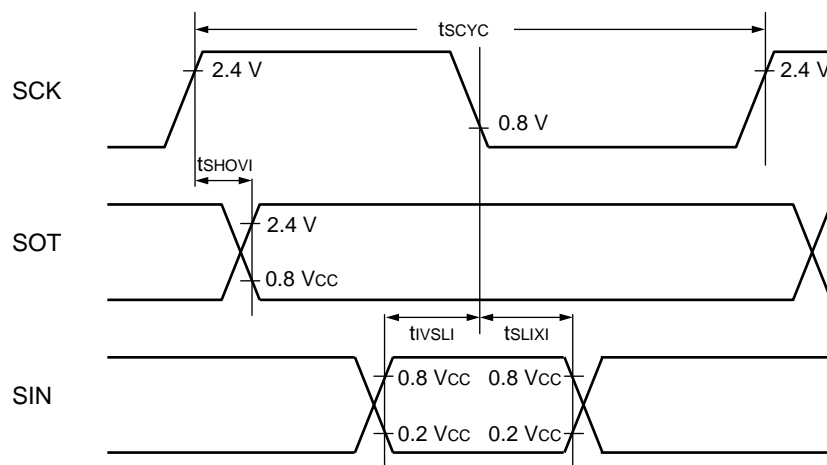 tSCYC
SCK
2.4 V
2.4 V
0.8 V
tSHOVI
SOT
2.4 V
0.8 VCC
tIVSLI
tSLIXI
SIN
0.8 VCC
0.8 VCC
0.2 VCC
0.2 VCC